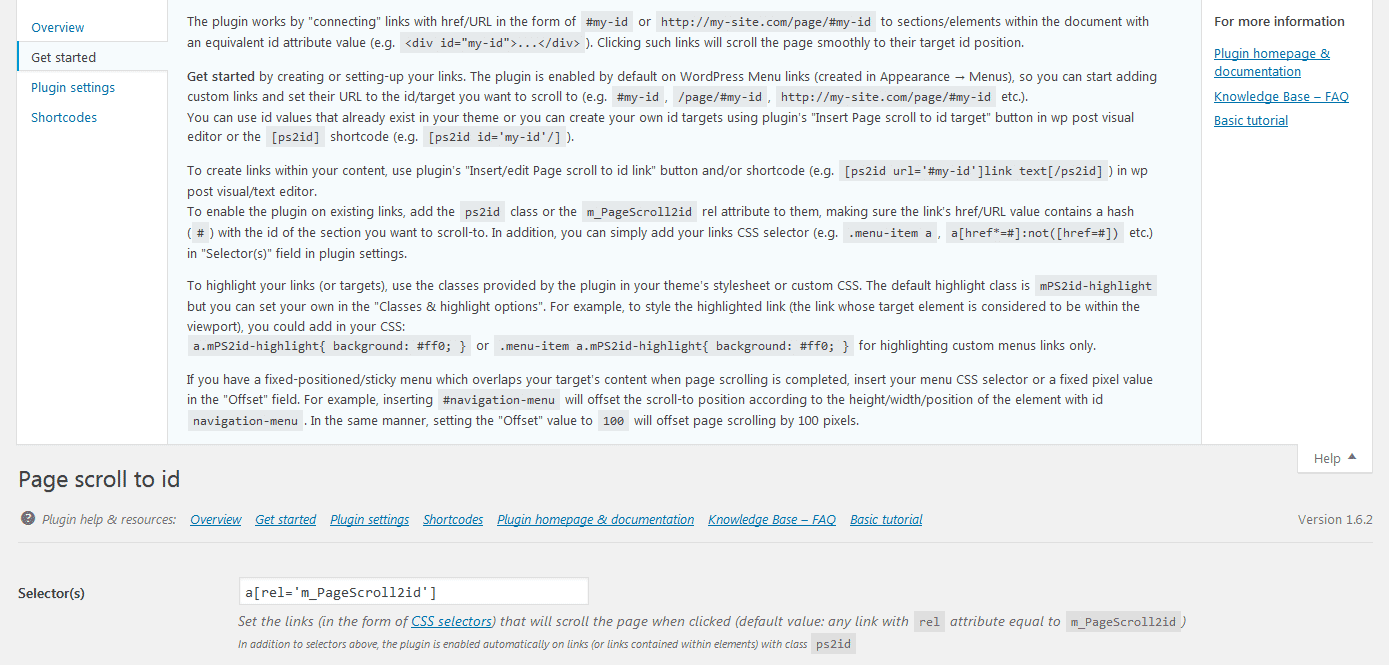 Overview
Get started
Plugin settings
Shortcodes
The plugin works by "connecting" links with href/URL in the form of #my-id or http://my-site.com/page/#my-id to sections/elements within the document with
an equivalent id attribute value (e.g. <div id="my-id">...</div> ). Clicking such links will scroll the page smoothly to their target id position.
Get started by creating or setting-up your links. The plugin is enabled by default on WordPress Menu links (created in Appearance → Menus), so you can start adding
custom links and set their URL to the id/target you want to scroll to (e.g. #my-id , /page/#my-id , http://my-site.com/page/#my-id etc.).
You can use id values that already exist in your theme or you can create your own id targets using plugin's "Insert Page scroll to id target" button in wp post visual
editor or the [ps2id] shortcode (e.g. [ps2id id='my-id'/] ).
To create links within your content, use plugin's "Insert/edit Page scroll to id link" button and/or shortcode (e.g. [ps2id url='#my-id']link text[/ps2id] ) in wp
post visual/text editor.
To enable the plugin on existing links, add the ps2id class or the m_PageScroll2id rel attribute to them, making sure the link's href/URL value contains a hash
( # ) with the id of the section you want to scroll-to. In addition, you can simply add your links CSS selector (e.g. .menu-item a , a[href*=#]:not([href=#]) etc.)
in "Selector(s)" field in plugin settings.
To highlight your links (or targets), use the classes provided by the plugin in your theme's stylesheet or custom CSS. The default highlight class is mPS2id-highlight
but you can set your own in the "Classes & highlight options". For example, to style the highlighted link (the link whose target element is considered to be within the
viewport), you could add in your CSS:
a.mPS2id-highlight{ background: #ff0; } or .menu-item a.mPS2id-highlight{ background: #ff0; } for highlighting custom menus links only.
If you have a fixed-positioned/sticky menu which overlaps your target's content when page scrolling is completed, insert your menu CSS selector or a fixed pixel value
in the "Offset" field. For example, inserting #navigation-menu will offset the scroll-to position according to the height/width/position of the element with id
navigation-menu . In the same manner, setting the "Offset" value to 100 will offset page scrolling by 100 pixels.
For more information
Plugin homepage &
documentation
Knowledge Base – FAQ
Basic tutorial
Help
Page scroll to id
Plugin help & resources: Overview Get started Plugin settings Shortcodes Plugin homepage & documentation Knowledge Base – FAQ Basic tutorial Version 1.6.2
Selector(s) a[rel='m_PageScroll2id']
Set the links (in the form of CSS selectors) that will scroll the page when clicked (default value: any link with rel attribute equal to m_PageScroll2id )
In addition to selectors above, the plugin is enabled automatically on links (or links contained within elements) with class ps2id